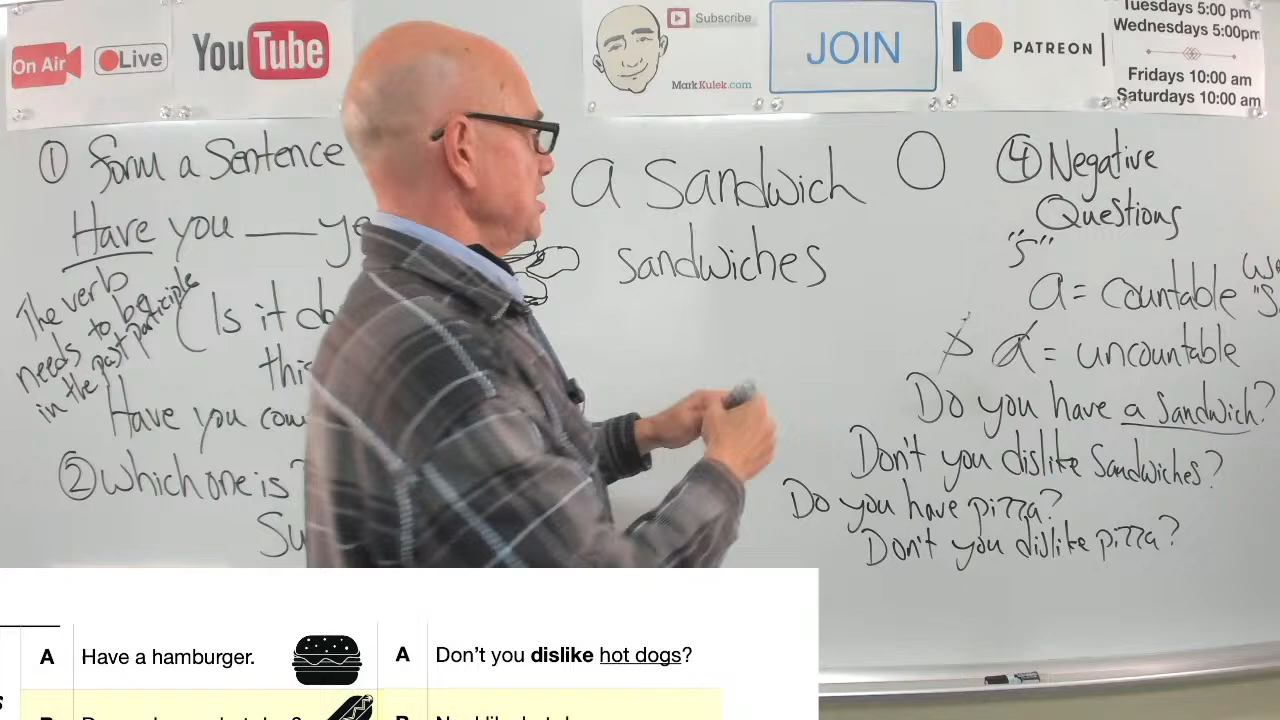 On Air
Live
YouTube
Subscribe
MarkKulek.com
JOIN
PATREON
Tuesdays 5:00 pm
Wednesdays 5:00pm
Fridays 10:00 am
Saturdays 10:00 am
① Form a Sentence
Have you ___ ye
The verb
needs to be
in the past participle
(Is it do
this
Have you com
② Which one is?
Su
a Sandwich
sandwiches
④ Negative
Questions
"s"
a = countable
"s
a = uncountable
Do you have a sandwich?
Don't you dislike Sandwiches?
Do you have pizza?
Don't you dislike pizza?
A Have a hamburger.
A Don't you dislike hot dogs?